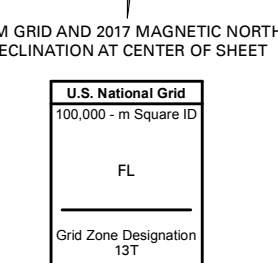 M GRID AND 2017 MAGNETIC NORTH
ECLINATION AT CENTER OF SHEET
U.S. National Grid
100,000 - m Square ID
FL
Grid Zone Designation
13T